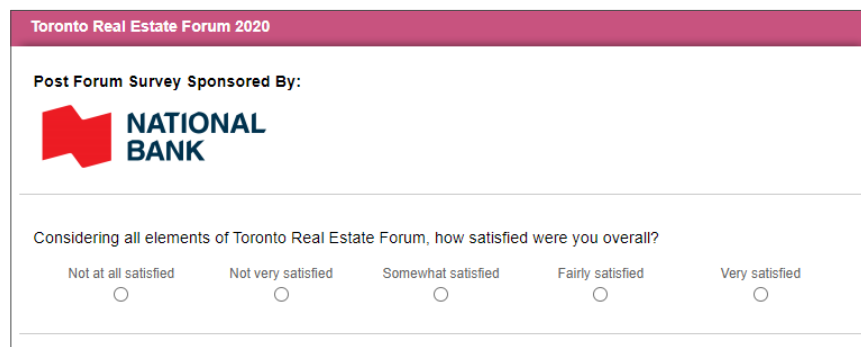 Toronto Real Estate Forum 2020
Post Forum Survey Sponsored By:
NATIONAL
BANK
Considering all elements of Toronto Real Estate Forum, how satisfied were you overall?
Not at all satisfied Not very satisfied Somewhat satisfied Fairly satisfied Very satisfied